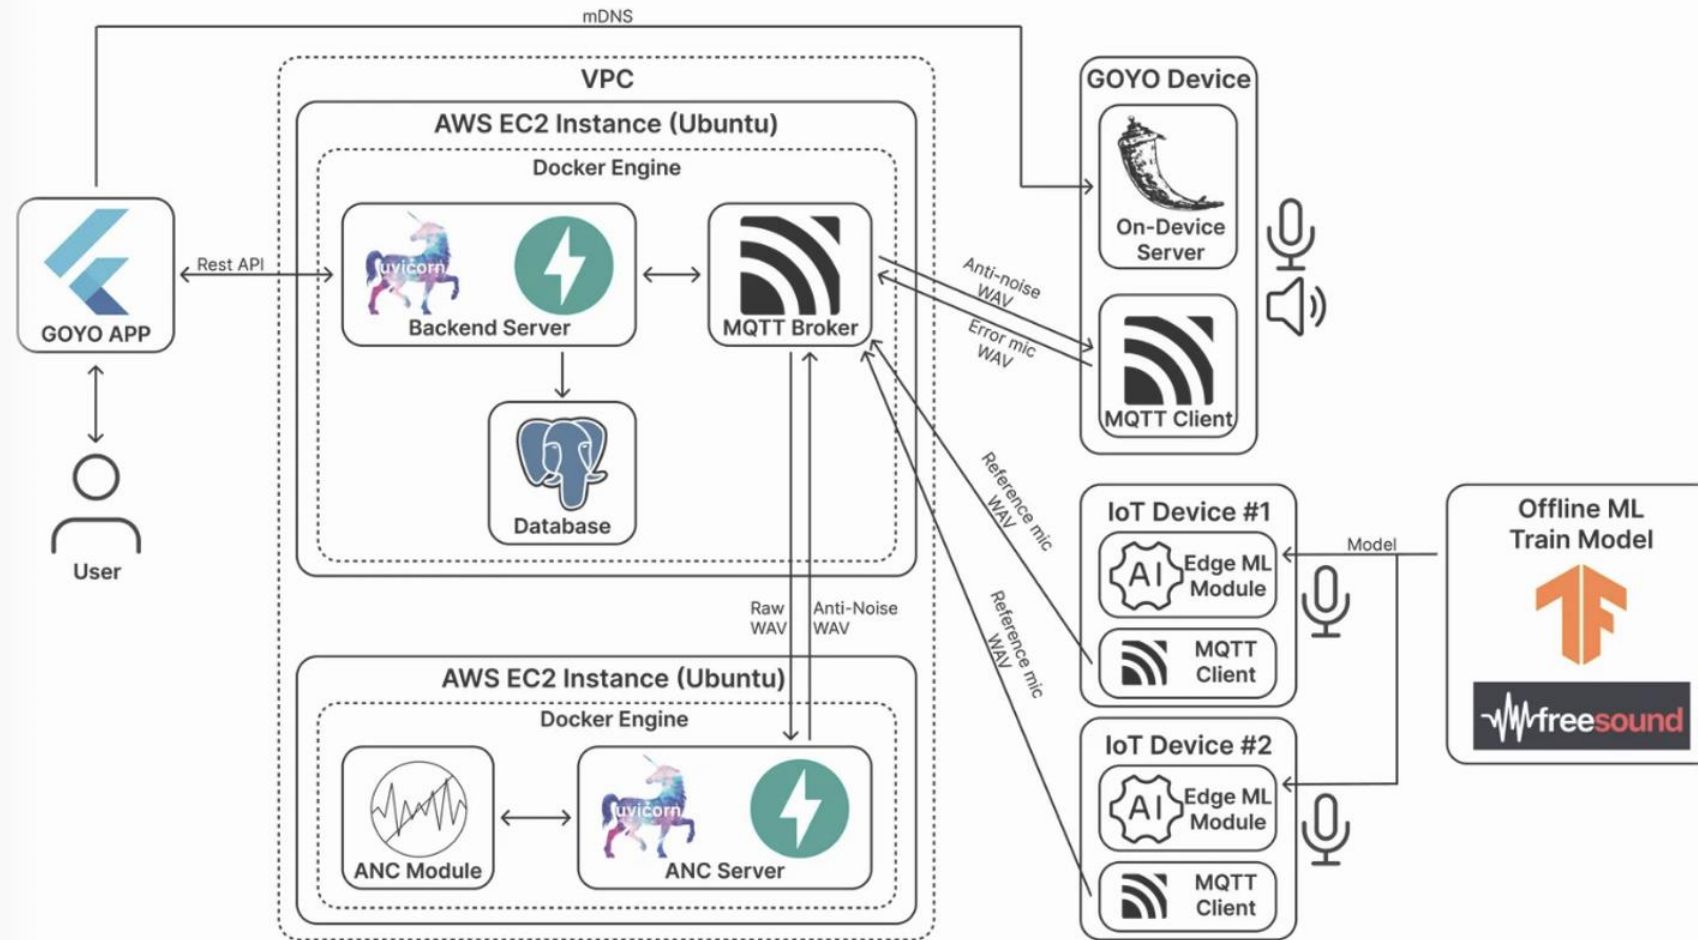 mDNS
VPC
AWS EC2 Instance (Ubuntu)
Docker Engine
GOYO APP
Rest API
uvicorn
Backend Server
MQTT Broker
Database
User
Raw
WAV
Anti-Noise
WAV
AWS EC2 Instance (Ubuntu)
Docker Engine
ANC Module
uvicorn
ANC Server
GOYO Device
On-Device
Server
MQTT Client
Anti-noise
WAV
Error mic
WAV
Reference mic
WAV
Reference mic
WAV
IoT Device #1
AI
Edge ML
Module
MQTT
Client
IoT Device #2
AI
Edge ML
Module
MQTT
Client
Model
Offline ML
Train Model
freesound